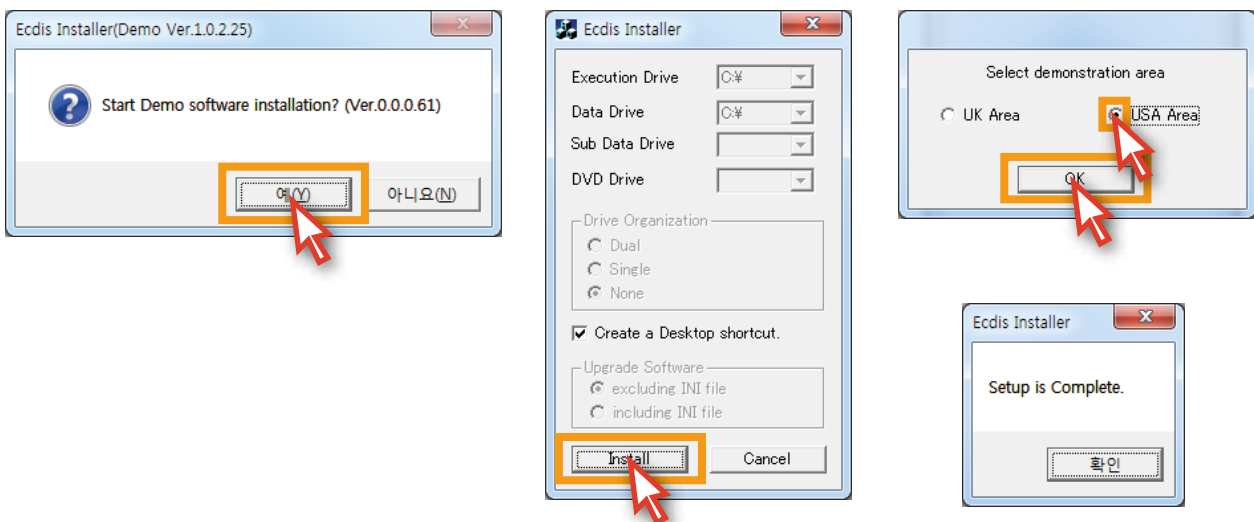 Ecdis Installer(Demo Ver.1.0.2.25)
Start Demo software installation? (Ver.0.0.0.61)
예(Y)
아니요(N)
Ecdis Installer
Execution Drive C:¥
Data Drive C:¥
Sub Data Drive
DVD Drive
Drive Organization
Dual
Single
None
Create a Desktop shortcut.
Upgrade Software
excluding INI file
including INI file
Install
Cancel
Select demonstration area
UK Area
USA Area
OK
Ecdis Installer
Setup is Complete.
확인